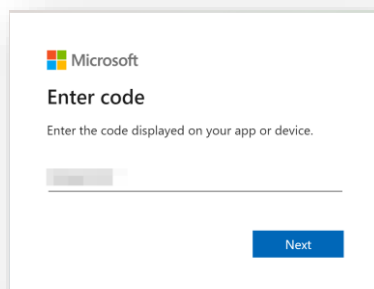 Microsoft
Enter code
Enter the code displayed on your app or device.
Next